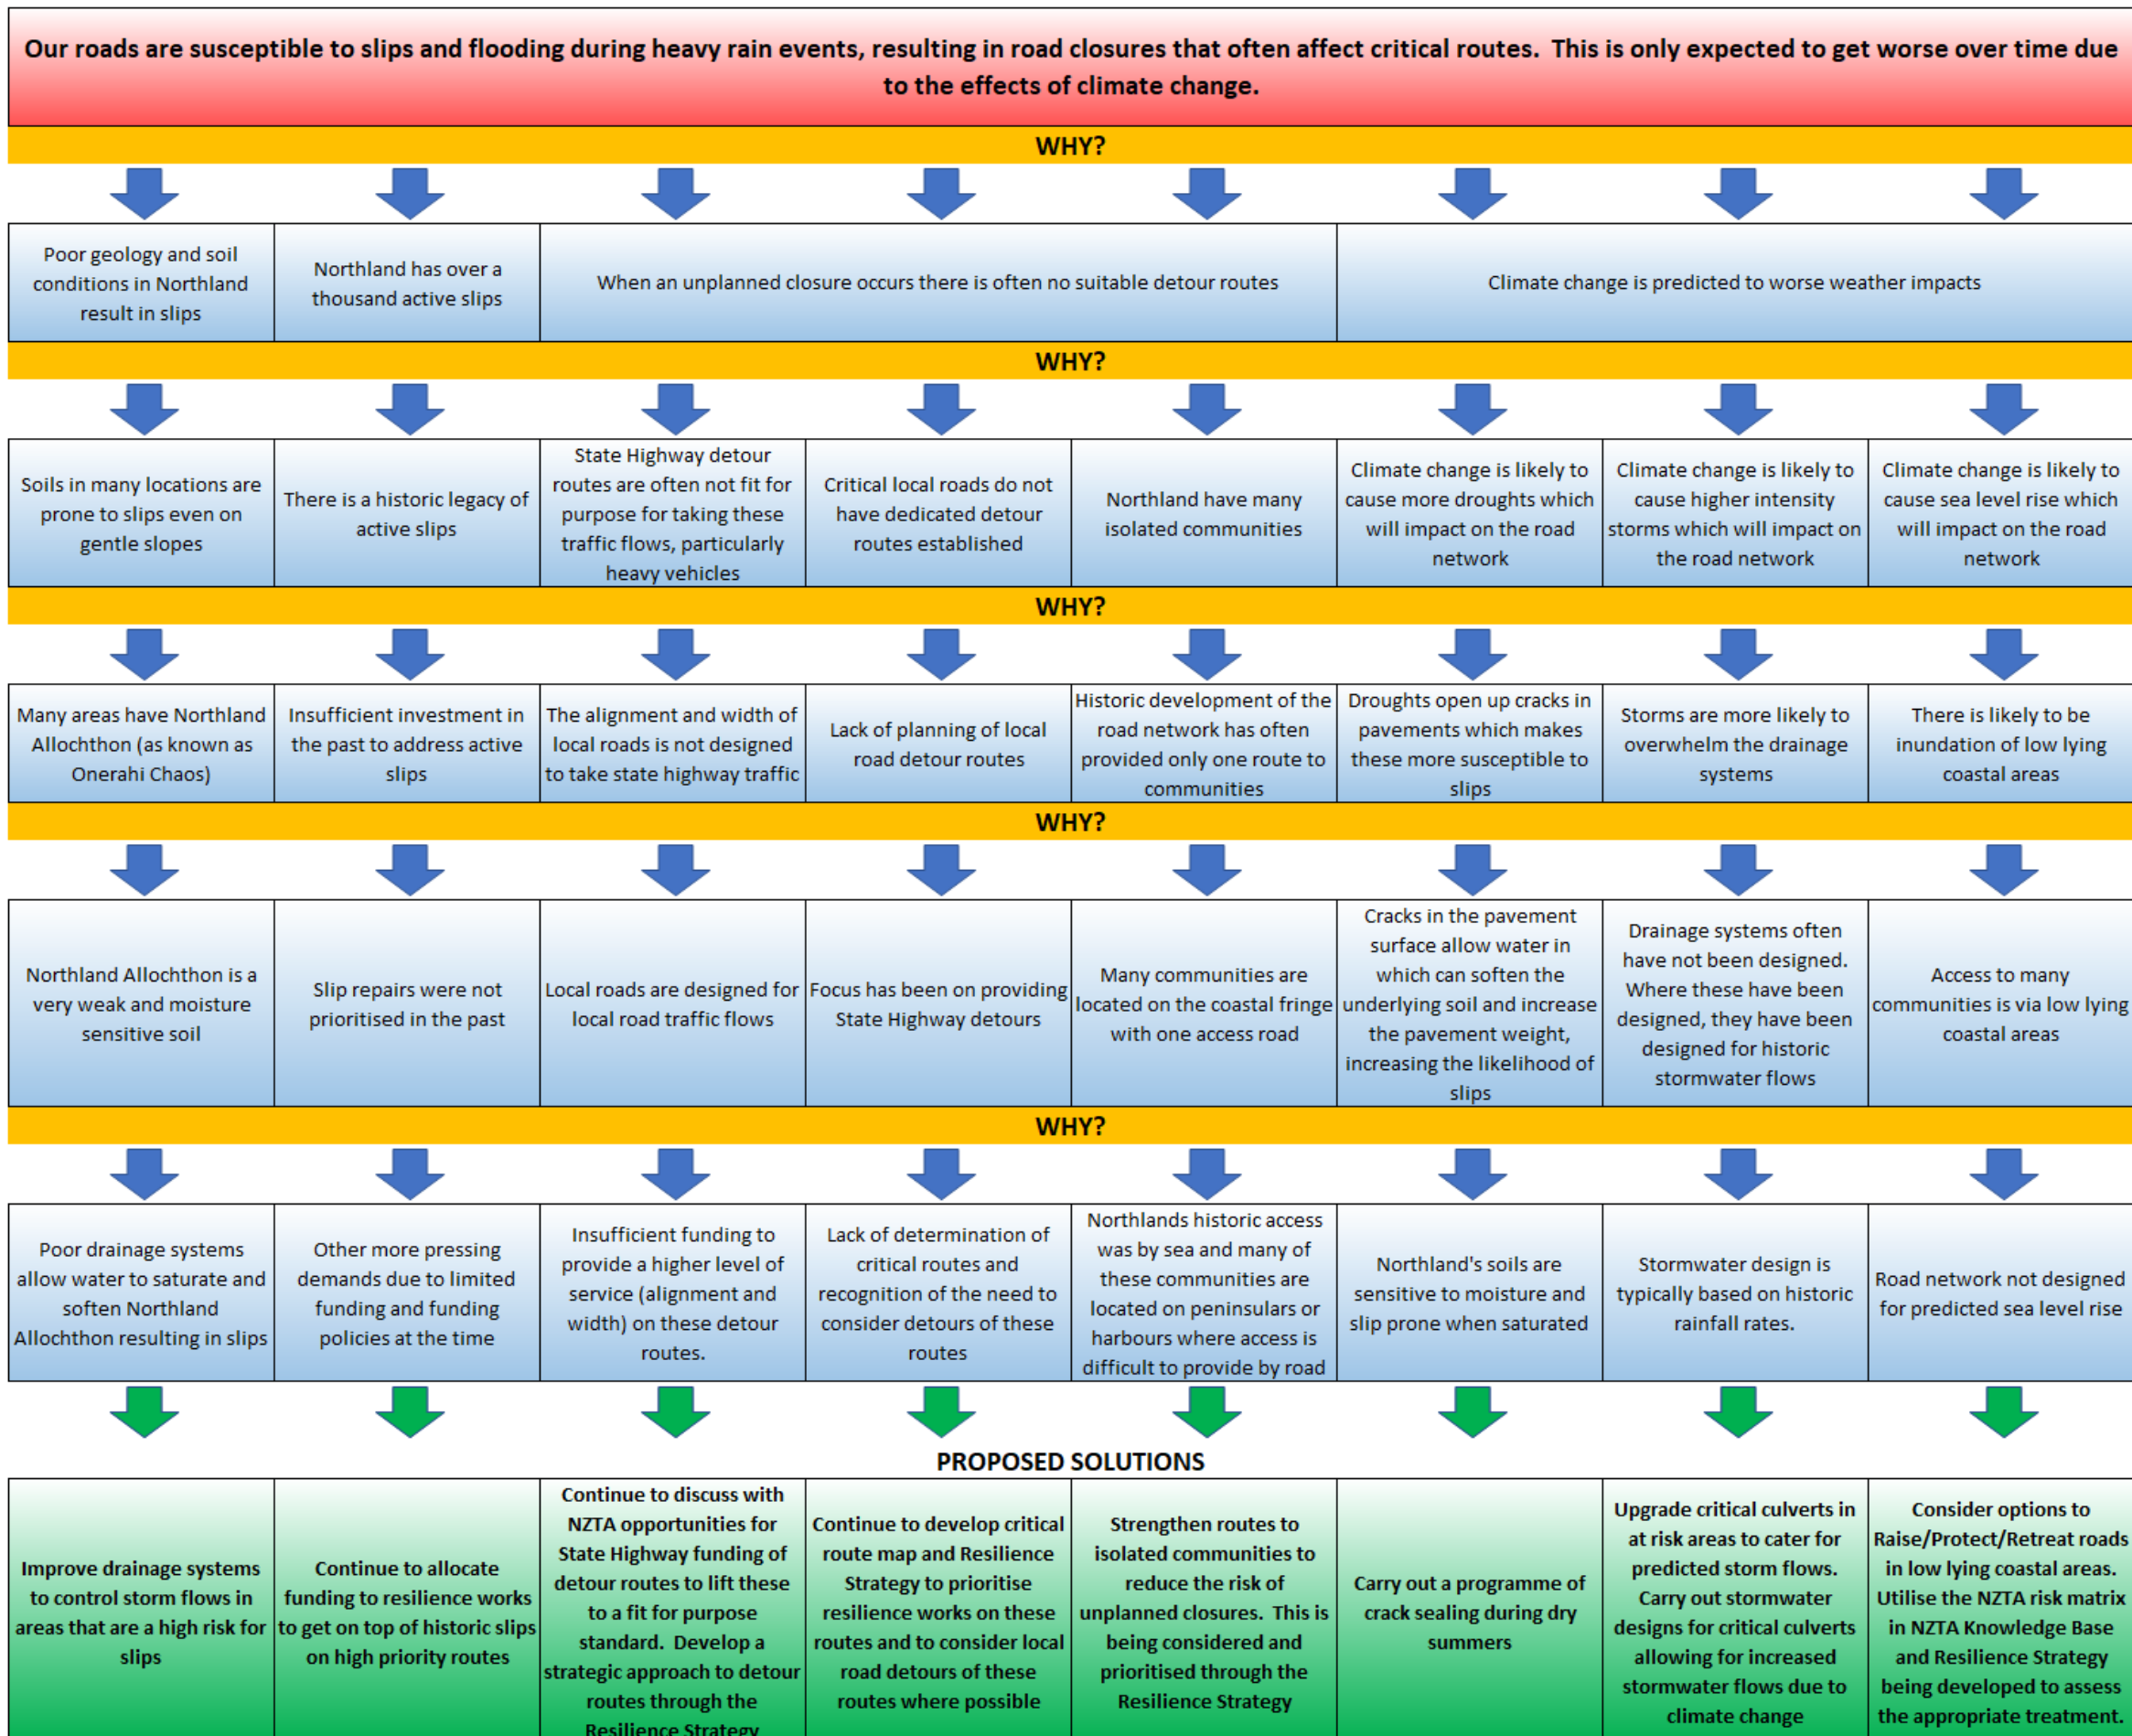 Our roads are susceptible to slips and flooding during heavy rain events, resulting in road closures that often affect critical routes.  This is only expected to get worse over time due
to the effects of climate change.
WHY?
Poor geology and soil
conditions in Northland
result in slips
Northland has over a
thousand active slips
When an unplanned closure occurs there is often no suitable detour routes
Climate change is predicted to worse weather impacts
WHY?
Soils in many locations are
prone to slips even on
gentle slopes
There is a historic legacy of
active slips
State Highway detour
routes are often not fit for
purpose for taking these
traffic flows, particularly
heavy vehicles
Critical local roads do not
have dedicated detour
routes established
Northland have many
isolated communities
Climate change is likely to
cause more droughts which
will impact on the road
network
Climate change is likely to
cause higher intensity
storms which will impact on
the road network
Climate change is likely to
cause sea level rise which
will impact on the road
network
WHY?
Many areas have Northland
Allochthon (as known as
Onerahi Chaos)
Insufficient investment in
the past to address active
slips
The alignment and width of
local roads is not designed
to take state highway traffic
Lack of planning of local
road detour routes
Historic development of the
road network has often
provided only one route to
communities
Droughts open up cracks in
pavements which makes
these more susceptible to
slips
Storms are more likely to
overwhelm the drainage
systems
There is likely to be
inundation of low lying
coastal areas
WHY?
Northland Allochthon is a
very weak and moisture
sensitive soil
Slip repairs were not
prioritised in the past
Local roads are designed for
local road traffic flows
Focus has been on providing
State Highway detours
Many communities are
located on the coastal fringe
with one access road
Cracks in the pavement
surface allow water in
which can soften the
underlying soil and increase
the pavement weight,
increasing the likelihood of
slips
Drainage systems often
have not been designed.
Where these have been
designed, they have been
designed for historic
stormwater flows
Access to many
communities is via low lying
coastal areas
WHY?
Poor drainage systems
allow water to saturate and
soften Northland
Allochthon resulting in slips
Other more pressing
demands due to limited
funding and funding
policies at the time
Insufficient funding to
provide a higher level of
service (alignment and
width) on these detour
routes.
Lack of determination of
critical routes and
recognition of the need to
consider detours of these
routes
Northlands historic access
was by sea and many of
these communities are
located on peninsulars or
harbours where access is
difficult to provide by road
Northland's soils are
sensitive to moisture and
slip prone when saturated
Stormwater design is
typically based on historic
rainfall rates.
Road network not designed
for predicted sea level rise
PROPOSED SOLUTIONS
Improve drainage systems
to control storm flows in
areas that are a high risk for
slips
Continue to allocate
funding to resilience works
to get on top of historic slips
on high priority routes
Continue to discuss with
NZTA opportunities for
State Highway funding of
detour routes to lift these
to a fit for purpose
standard.  Develop a
strategic approach to detour
routes through the
Resilience Strategy
Continue to develop critical
route map and Resilience
Strategy to prioritise
resilience works on these
routes and to consider local
road detours of these
routes where possible
Strengthen routes to
isolated communities to
reduce the risk of
unplanned closures.  This is
being considered and
prioritised through the
Resilience Strategy
Carry out a programme of
crack sealing during dry
summers
Upgrade critical culverts in
at risk areas to cater for
predicted storm flows.
Carry out stormwater
designs for critical culverts
allowing for increased
stormwater flows due to
climate change
Consider options to
Raise/Protect/Retreat roads
in low lying coastal areas.
Utilise the NZTA risk matrix
in NZTA Knowledge Base
and Resilience Strategy
being developed to assess
the appropriate treatment.